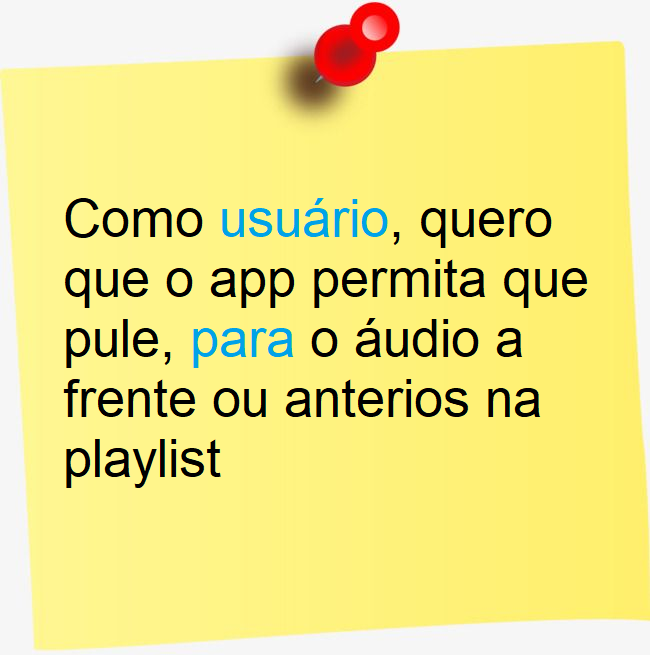 Como usuário, quero
que o app permita que
pule, para o áudio a
frente ou anterios na
playlist